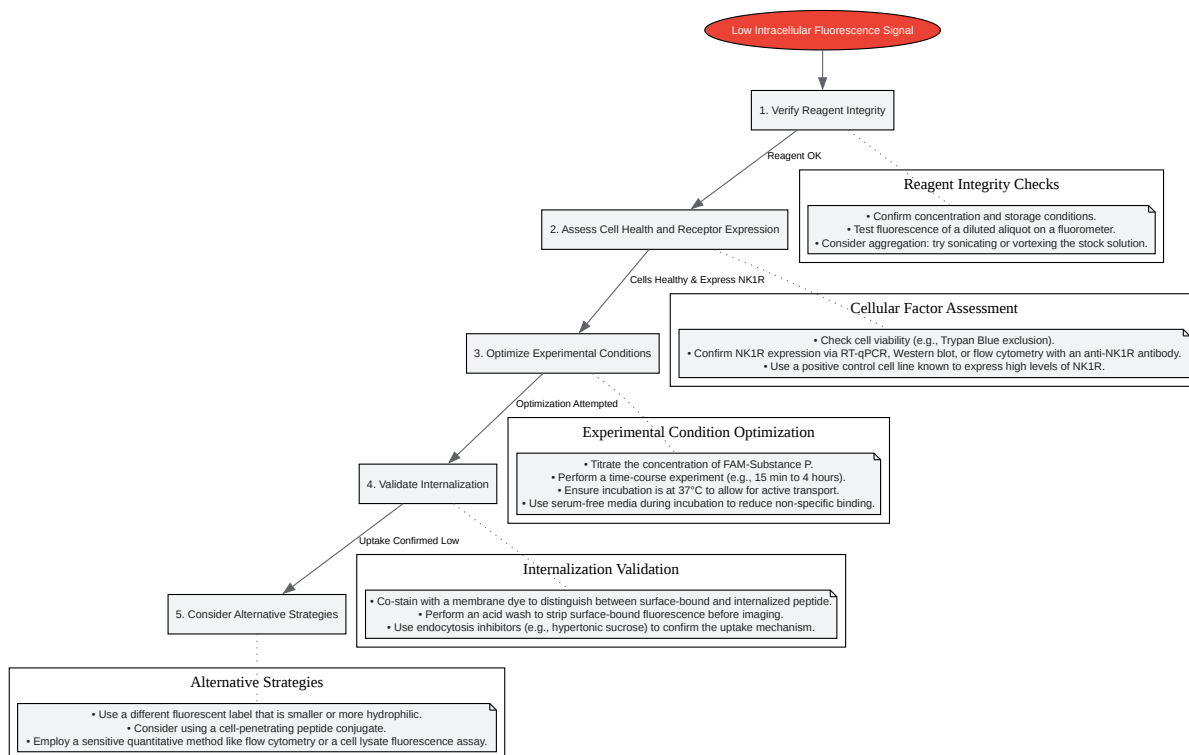 Low Intracellular Fluorescence Signal
1. Verify Reagent Integrity
Reagent OK
Reagent Integrity Checks
• Confirm concentration and storage conditions.
• Test fluorescence of a diluted aliquot on a fluorometer.
• Consider aggregation: try sonicating or vortexing the stock solution.
2. Assess Cell Health and Receptor Expression
Cells Healthy & Express NK1R
Cellular Factor Assessment
• Check cell viability (e.g., Trypan Blue exclusion).
• Confirm NK1R expression via RT-qPCR, Western blot, or flow cytometry with an anti-NK1R antibody.
• Use a positive control cell line known to express high levels of NK1R.
3. Optimize Experimental Conditions
Optimization Attempted
Experimental Condition Optimization
• Titrate the concentration of FAM-Substance P.
• Perform a time-course experiment (e.g., 15 min to 4 hours).
• Ensure incubation is at 37°C to allow for active transport.
• Use serum-free media during incubation to reduce non-specific binding.
4. Validate Internalization
Uptake Confirmed Low
Internalization Validation
• Co-stain with a membrane dye to distinguish between surface-bound and internalized peptide.
• Perform an acid wash to strip surface-bound fluorescence before imaging.
• Use endocytosis inhibitors (e.g., hypertonic sucrose) to confirm the uptake mechanism.
5. Consider Alternative Strategies
Alternative Strategies
• Use a different fluorescent label that is smaller or more hydrophilic.
• Consider using a cell-penetrating peptide conjugate.
• Employ a sensitive quantitative method like flow cytometry or a cell lysate fluorescence assay.